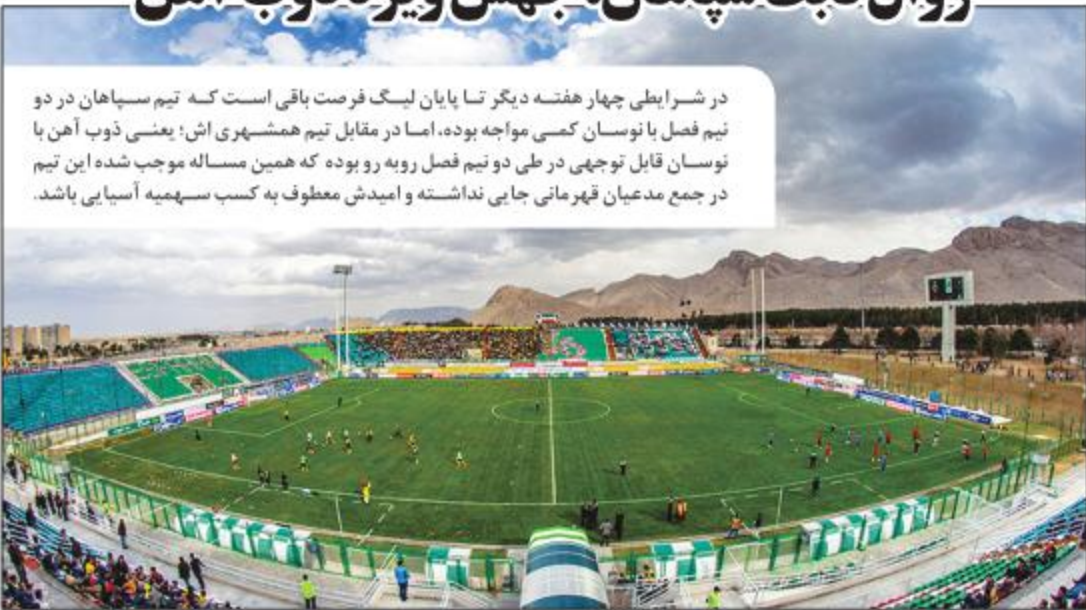 در شرایطی چهار هفته دیگر تا پایان لیگ فرصت باقی است که تیم سپاهان در دو
نیم فصل با نوسان کمی مواجه بوده، اما در مقابل تیم همشهری اش؛ یعنی ذوب آهن با
نوسان قابل توجهی در طی دو نیم فصل روبه رو بوده که همین مساله موجب شده این تیم
در جمع مدعیان قهرمانی جایی نداشته و امیدش معطوف به کسب سهمیه آسیایی باشد.